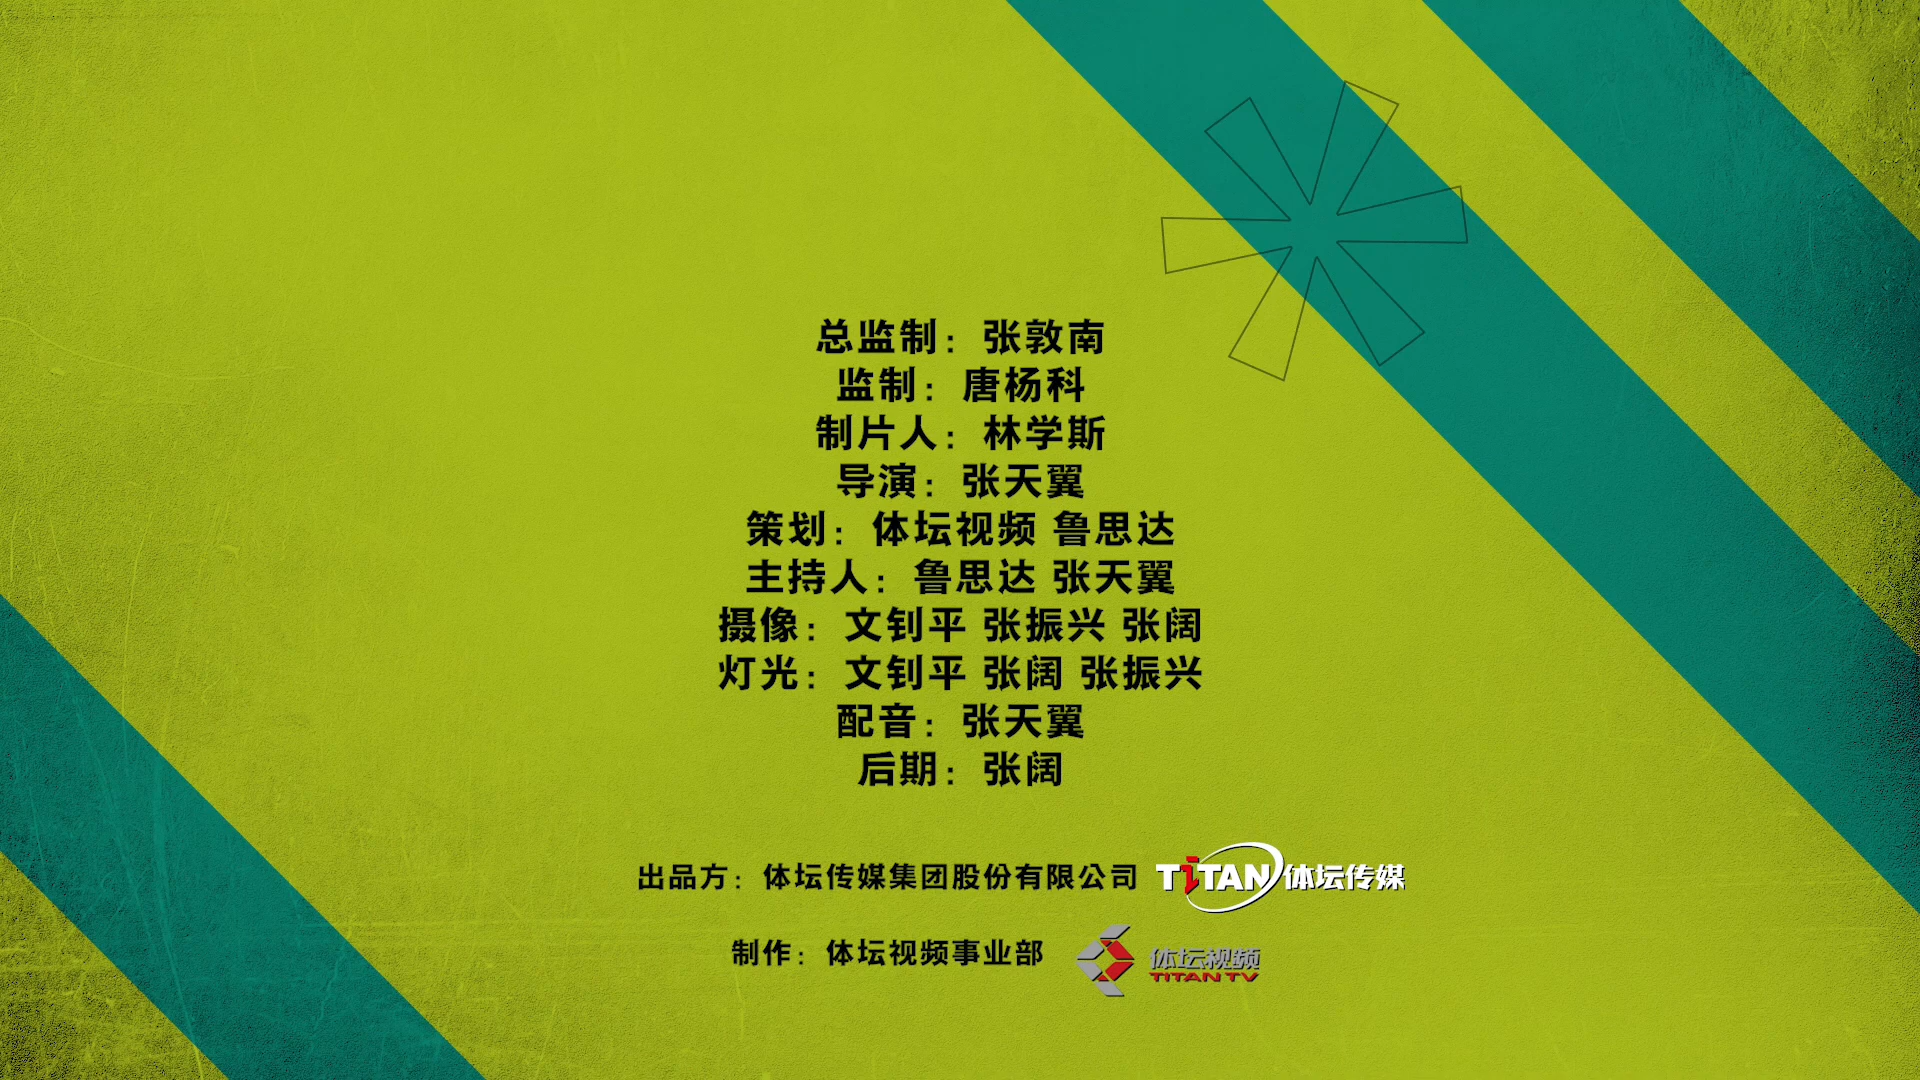 总监制：张敦南
监制：唐杨科
制片人：林学斯
导演：张天翼
策划：体坛视频 鲁思达
主持人：鲁思达 张天翼
摄像：文钊平 张振兴 张阔
灯光：文钊平 张阔 张振兴
配音：张天翼
后期：张阔
出品方：体坛传媒集团股份有限公司 TiTAN 体坛传媒
制作：体坛视频事业部 体坛视频
TITAN TV